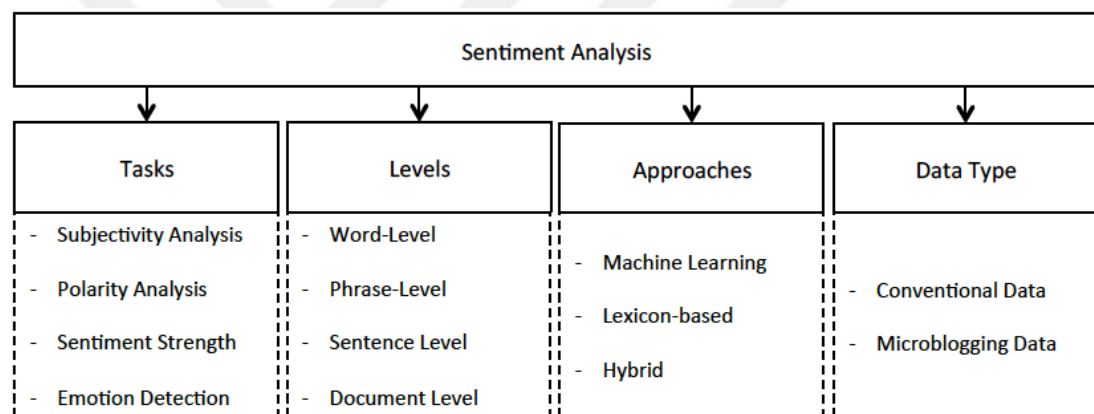 Sentiment Analysis
Tasks
Levels
Approaches
Data Type
- Subjectivity Analysis
- Polarity Analysis
- Sentiment Strength
- Emotion Detection
- Word-Level
- Phrase-Level
- Sentence Level
- Document Level
- Machine Learning
- Lexicon-based
- Hybrid
- Conventional Data
- Microblogging Data